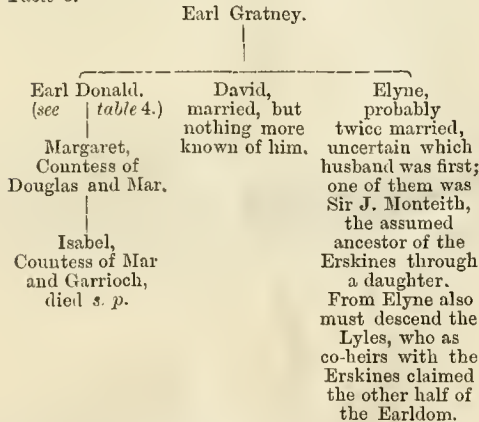 Earl Gratney.
Earl Donald.
(see table 4.)
Margaret,
Countess of
Douglas and Mar.
Isabel,
Countess of Mar
and Garrioch,
died s. p.
David,
married, but
nothing more
known of him.
Elyne,
probably
twice married,
uncertain which
husband was first;
one of them was
Sir J. Monteith,
the assumed
ancestor of the
Erskines through
a daughter.
From Elyne also
must descend the
Lyles, who as
co-heirs with the
Erskines claimed
the other half of
the Earldom.